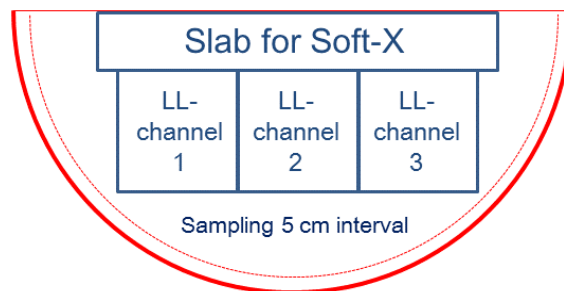 Slab for Soft-X
LL-
channel
1
LL-
channel
2
LL-
channel
3
Sampling 5 cm interval